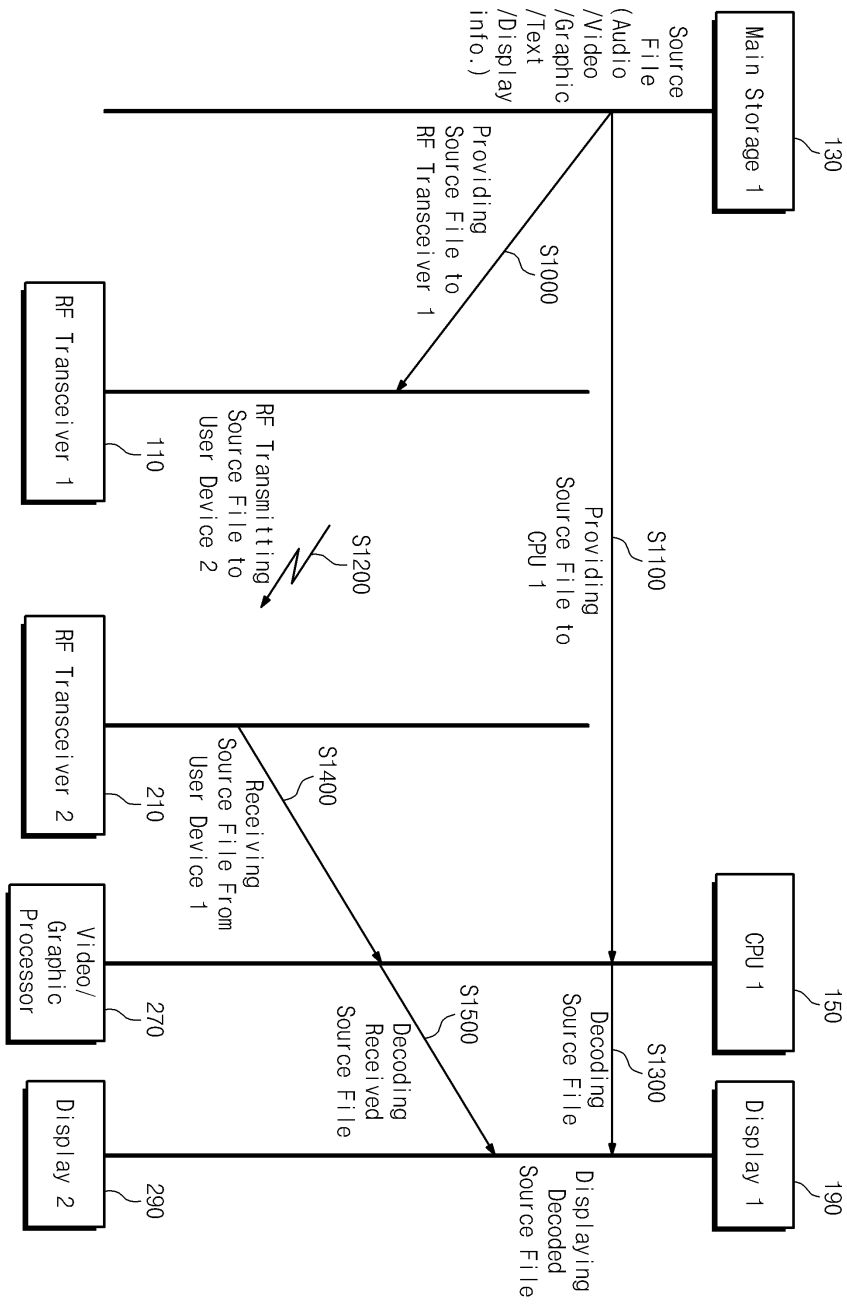 Main Storage 1
130
Source
File
(Audio
/Video
/Graphic
/Text
/Display
info.)
Providing
Source File to
RF Transceiver 1
S1000
RF Transceiver 1
110
S1100
Providing
Source File to
CPU 1
S1200
RF Transmitting
Source File to
User Device 2
RF Transceiver 2
210
S1400
Receiving
Source File From
User Device 1
CPU 1
150
Video/
Graphic
Processor
270
S1300
Decoding
Source File
S1500
Decoding
Received
Source File
Display 1
190
Display 2
290
Displaying
Decoded
Source File